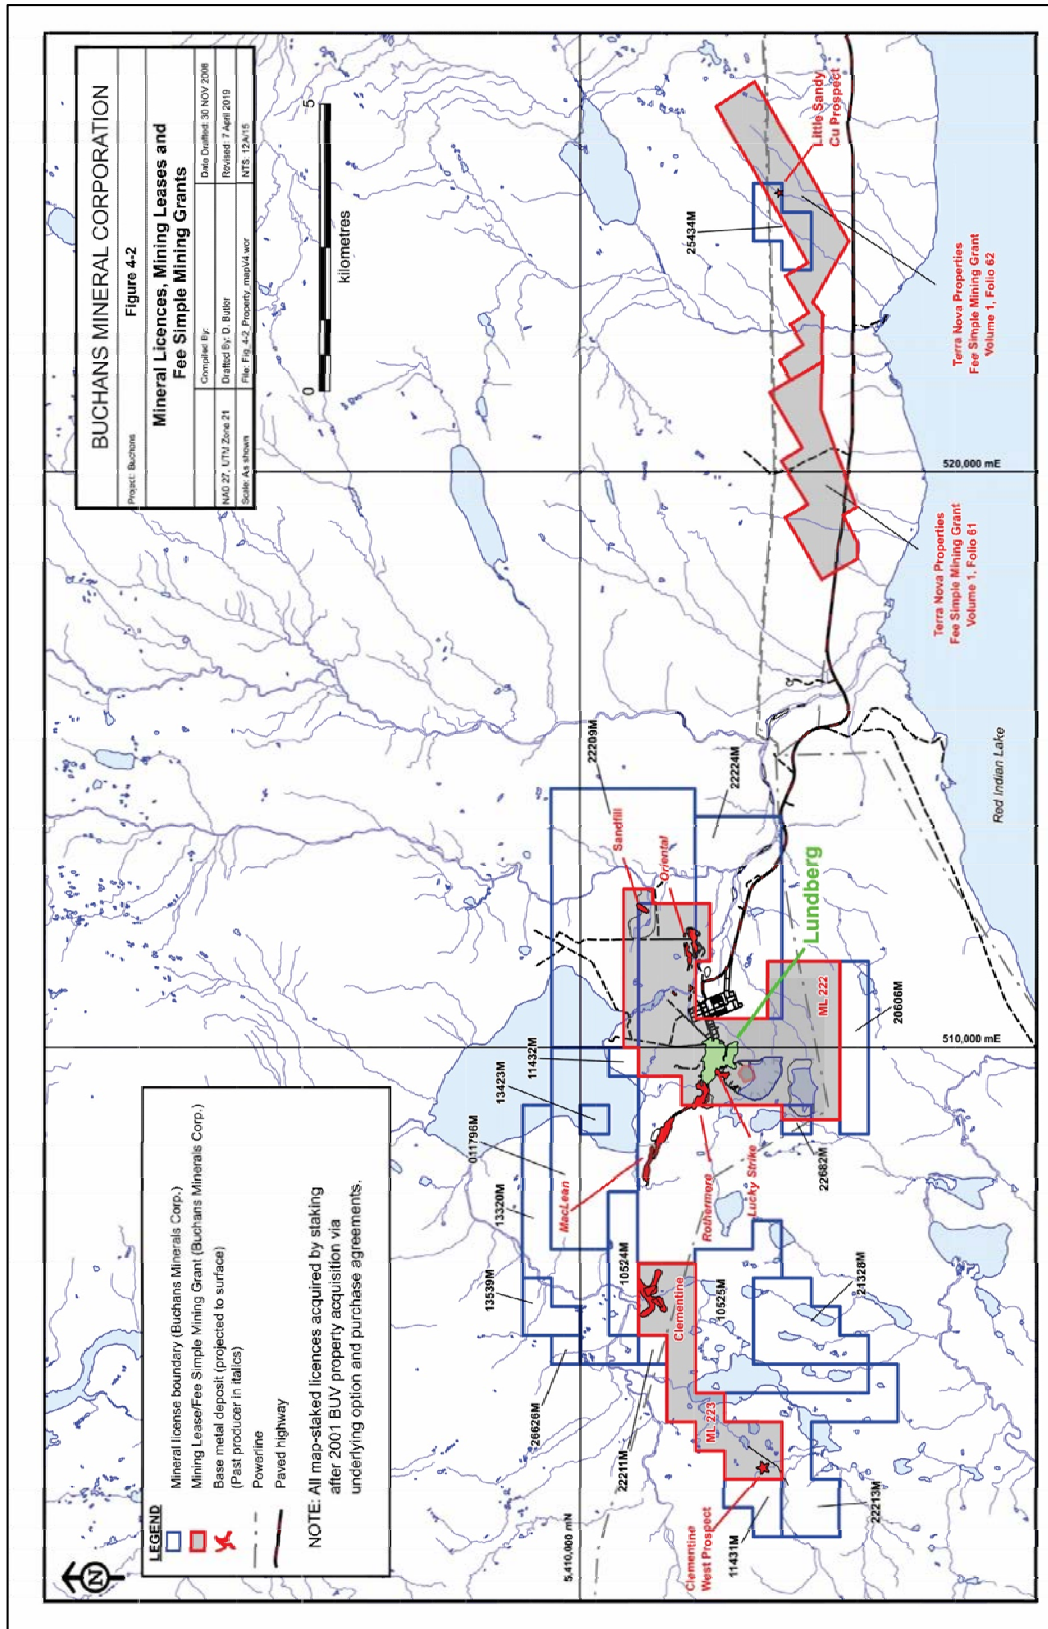 BUCHANS MINERAL CORPORATION
Project: Buchans
Figure 4-2
Mineral Licences, Mining Leases and
Fee Simple Mining Grants
Compiled By:
Date Drafted: 30 NOV 2008
NAD 27, UTM Zone 21
Drafted By: D. Butler
Revised: 7 April 2019
Scale: As shown
File: Fig_4-2_Property_mapV4.wor
NTS: 12A/15
0
5
kilometres
N
LEGEND
Mineral license boundary (Buchans Minerals Corp.)
Mining Lease/Fee Simple Mining Grant (Buchans Minerals Corp.)
Base metal deposit (projected to surface)
(Past producer in italics)
Powerline
Paved highway
NOTE: All map-staked licences acquired by staking
after 2001 BUV property acquisition via
underlying option and purchase agreements.
5,410,000 mN
26626M
13539M
13320M
011796M
13423M
11432M
22209M
Sandfill
Oriental
22224M
25434M
Little Sandy
Cu Prospect
22211M
10524M
MacLean
Clementine
10525M
ML 223
Rothermere
Lucky Strike
Lundberg
ML 222
Clementine
West Prospect
11431M
22213M
21328M
22682M
20606M
510,000 mE
520,000 mE
Terra Nova Properties
Fee Simple Mining Grant
Volume 1, Folio 61
Terra Nova Properties
Fee Simple Mining Grant
Volume 1, Folio 62
Red Indian Lake